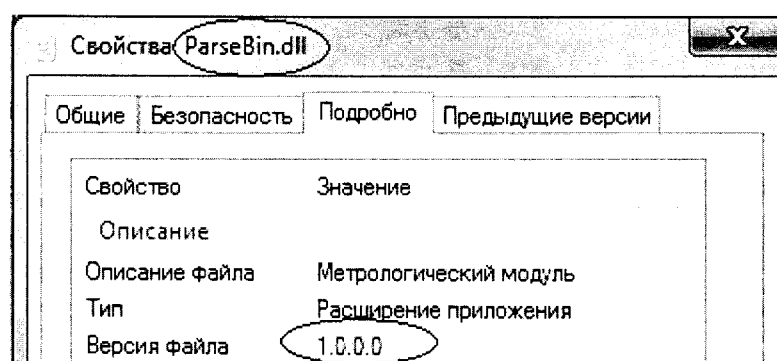 Свойства ParseBin.dll
Общие Безопасность Подробно Предыдущие версии
Свойство Значение
Описание
Описание файла Метрологический модуль
Тип Расширение приложения
Версия файла 1.0.0.0